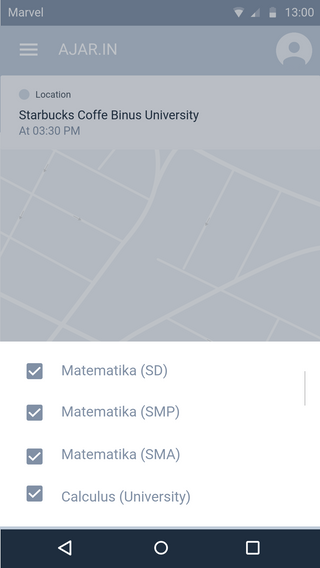 Marvel 13:00
AJAR.IN
Location
Starbucks Coffe Binus University
At 03:30 PM
Matematika (SD)
Matematika (SMP)
Matematika (SMA)
Calculus (University)